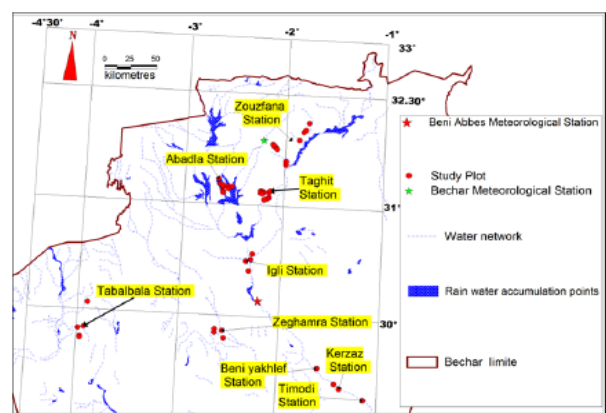 -4°30'
-4°
-3°
-2°
-1°
33°
N
0 25 50
kilometres
32.30°
Zouzfana
Station
Abadla Station
Taghit
Station
31°
Igli Station
Tabalbala Station
Zeghamra Station
30°
Beni yakhlef
Station
Kerzaz
Station
Timodi
Station
Beni Abbes Meteorological Station
Study Plot
Bechar Meteorological Station
Water network
Rain water accumulation points
Bechar limite